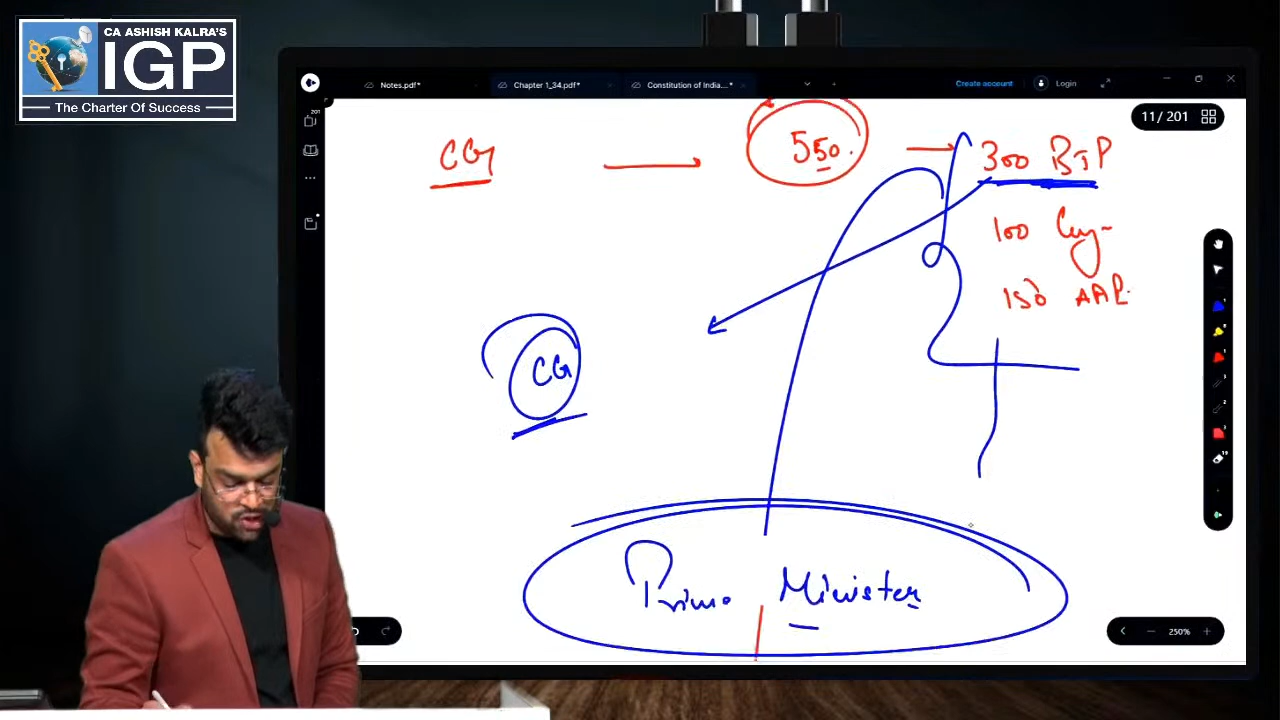 CA ASHISH KALRA'S
IGP
The Charter Of Success
Notes.pdf*
Chapter 1_34.pdf*
Constitution of India....*
Create account
Login
201
11 / 201
CG
550.
300 BJP
100
150 AAP
CG
Prime Minister
250%